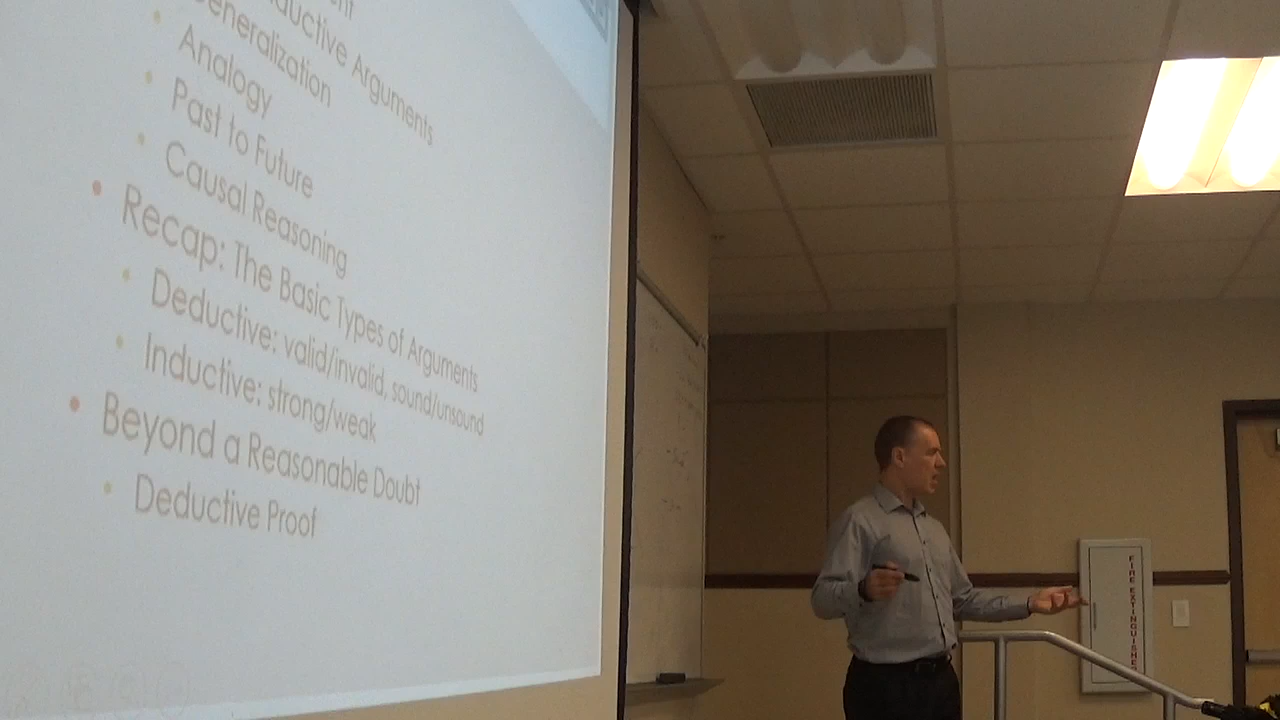 Inductive Arguments
Generalization
Analogy
Past to Future
Causal Reasoning
Recap: The Basic Types of Arguments
Deductive: valid/invalid, sound/unsound
Inductive: strong/weak
Beyond a Reasonable Doubt
Deductive Proof
FIRE EXTINGUISHER